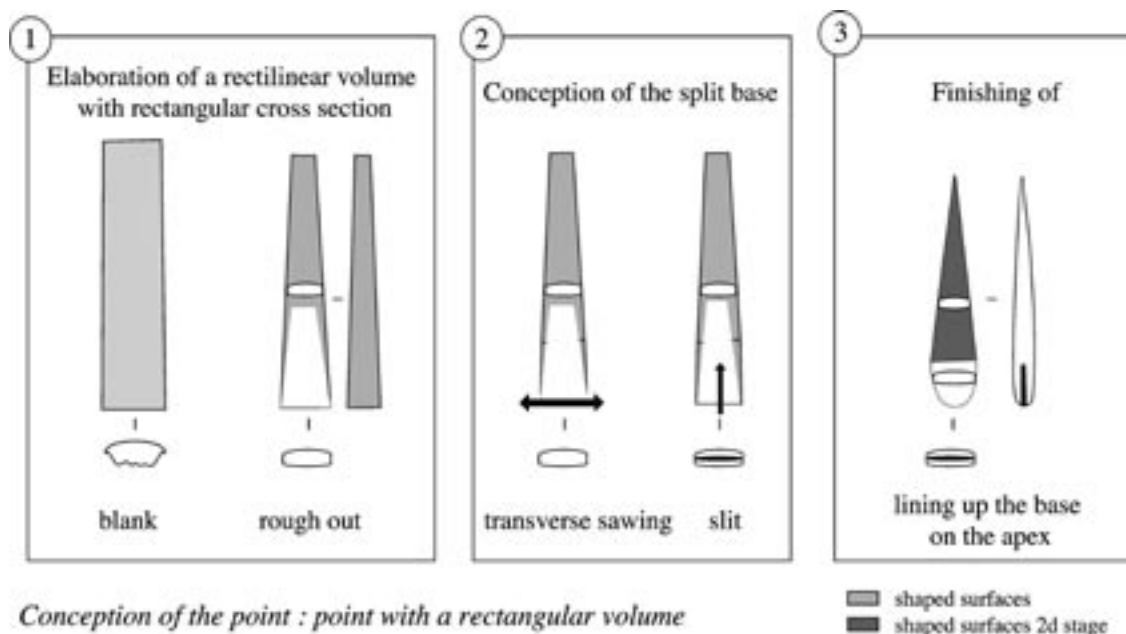 1
Elaboration of a rectilinear volume
with rectangular cross section
blank
rough out
2
Conception of the split base
transverse sawing
slit
3
Finishing of
lining up the base
on the apex
Conception of the point : point with a rectangular volume
shaped surfaces
shaped surfaces 2d stage